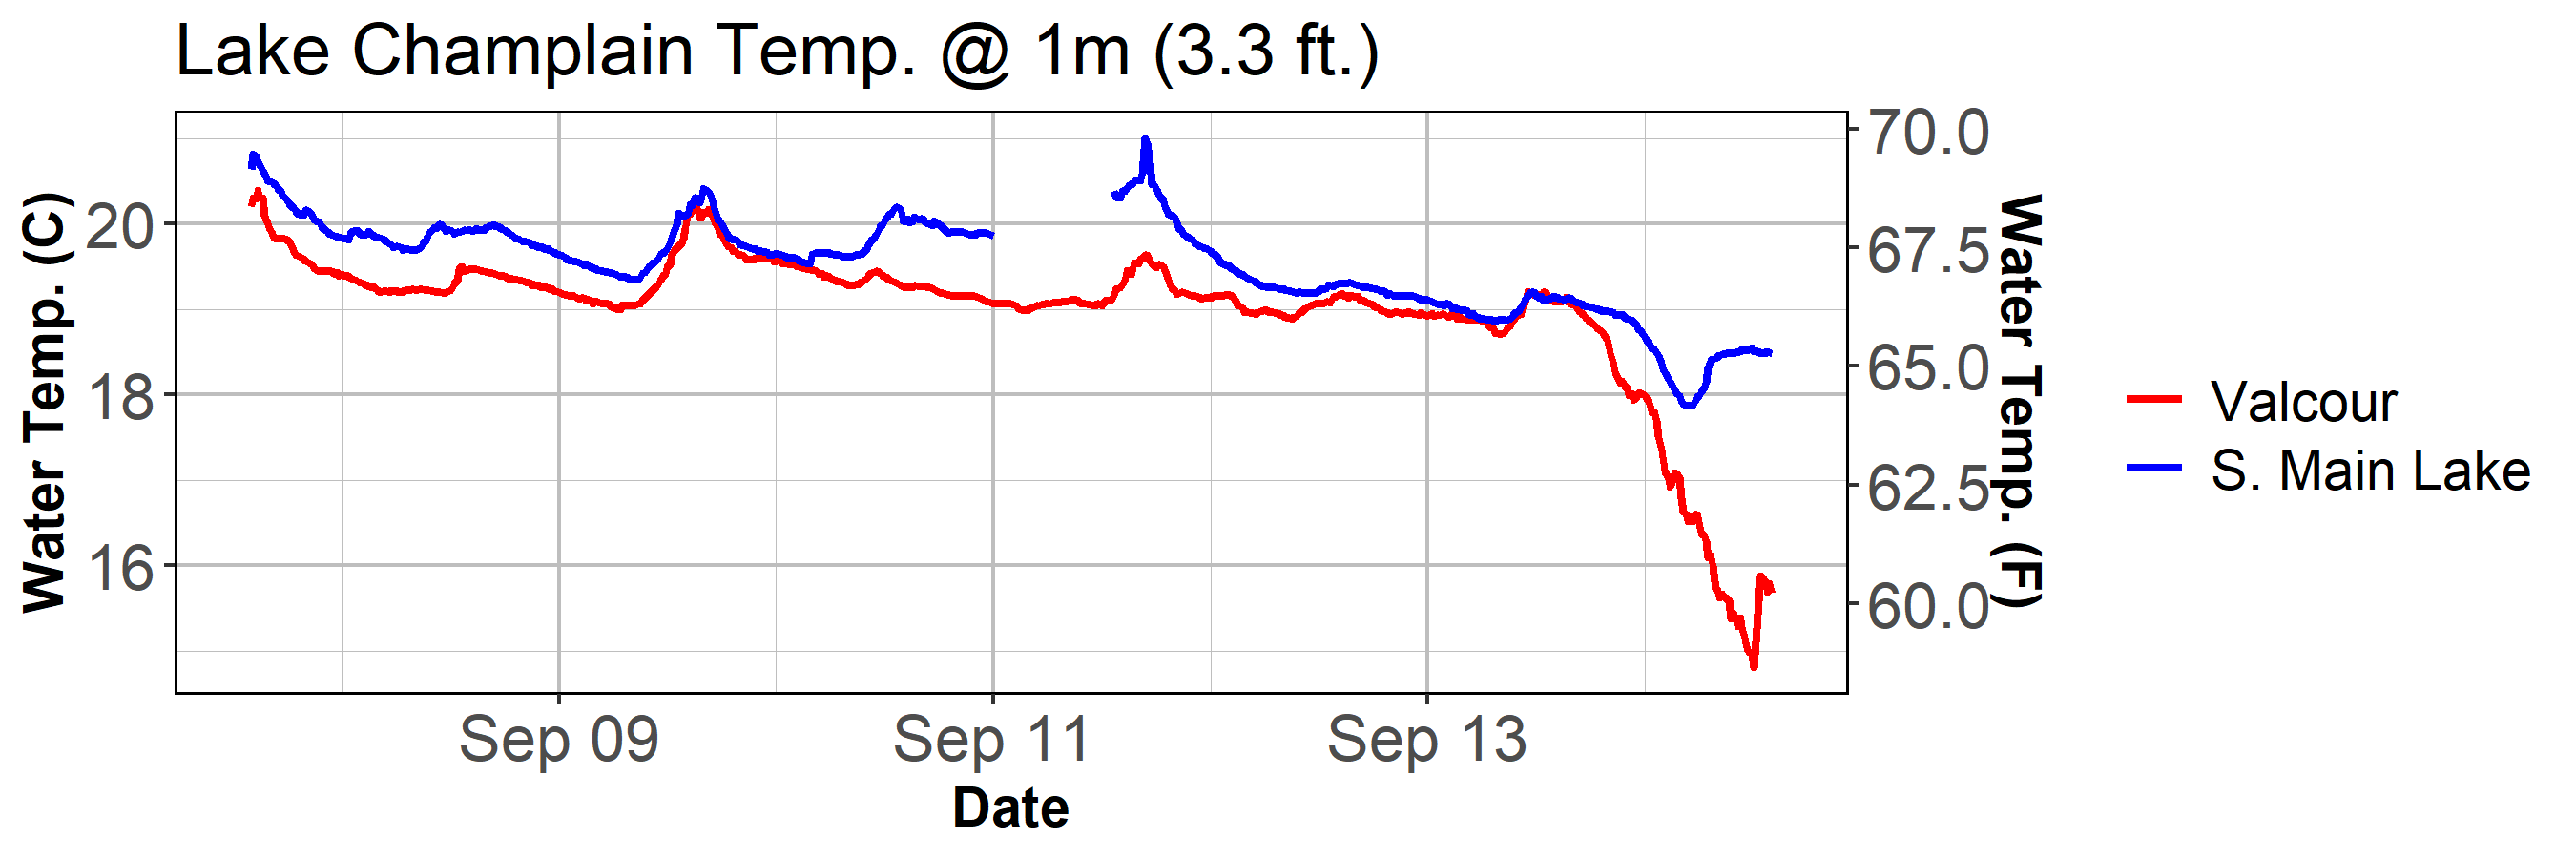 Lake Champlain Temp. @ 1m (3.3 ft.)
Water Temp. (C)
20
18
16
70.0
67.5
65.0
62.5
60.0
Water Temp. (F)
Sep 09
Sep 11
Sep 13
Date
Valcour
S. Main Lake